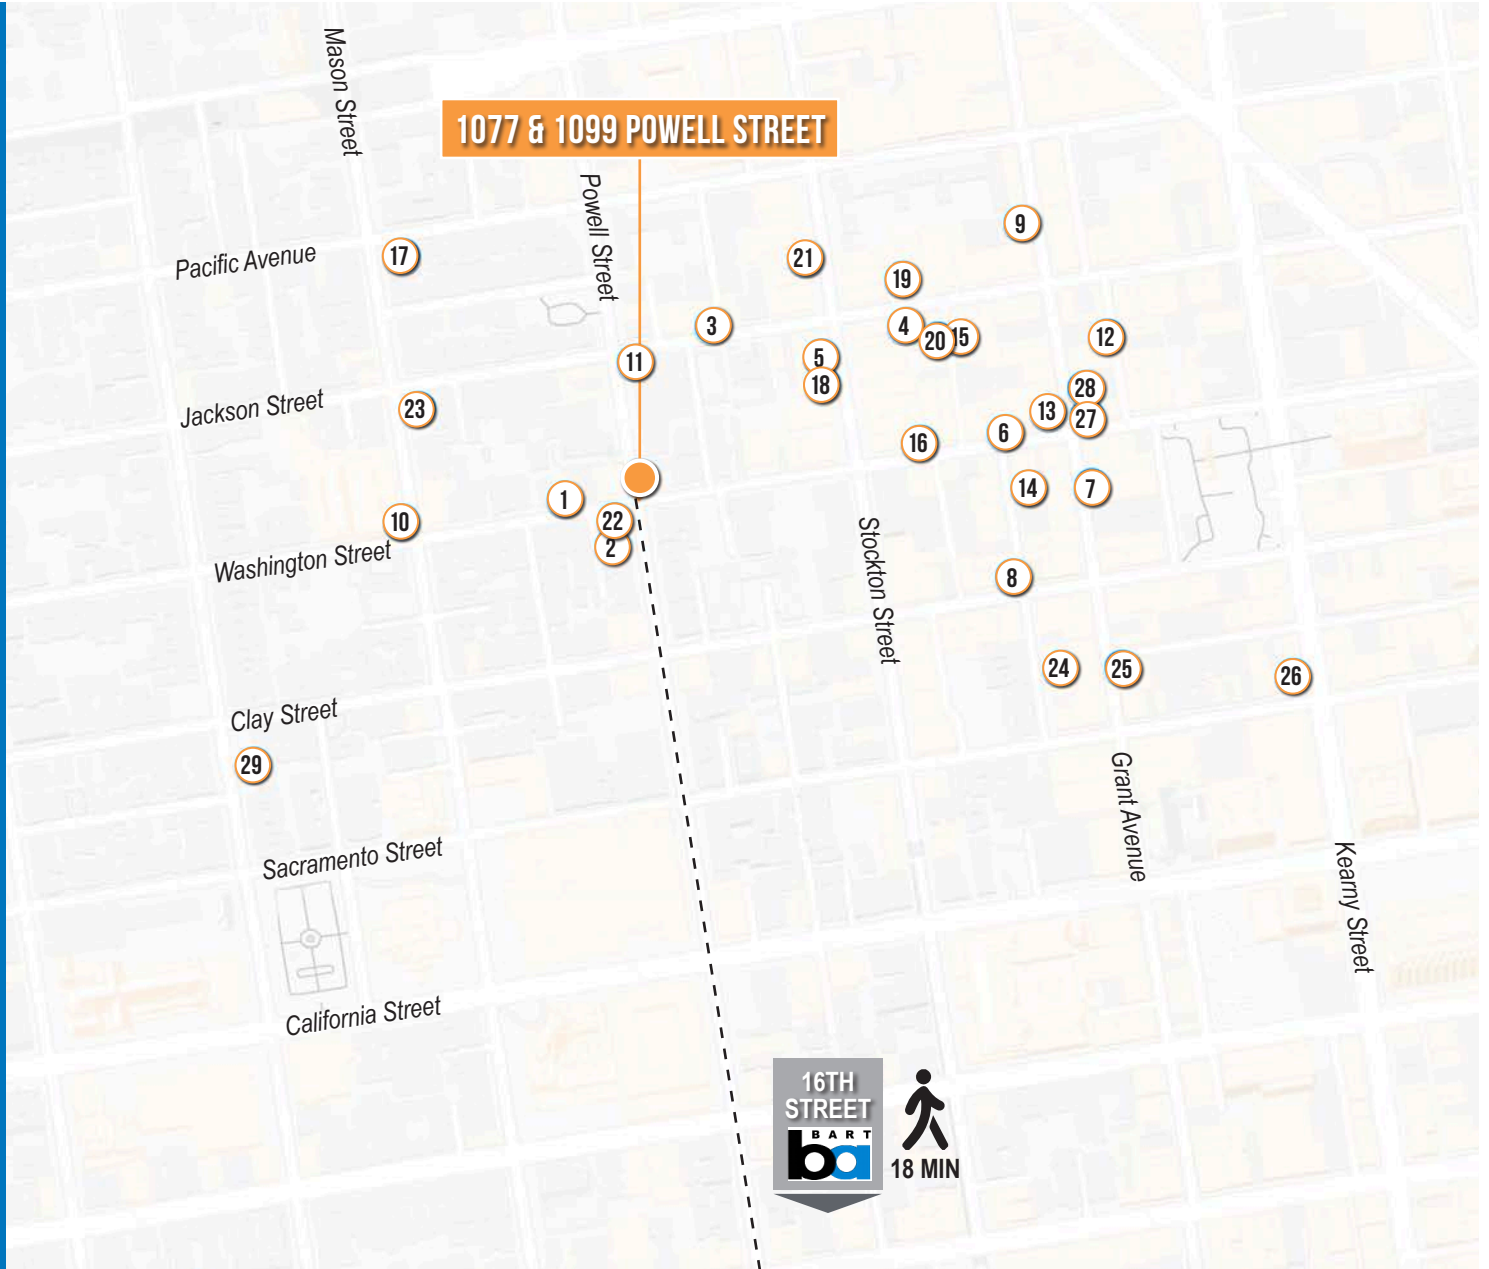 Mason Street
1077 & 1099 POWELL STREET
Powell Street
9
Pacific Avenue
17
21
19
3
4
20
15
12
11
5
18
28
Jackson Street
23
13
27
6
16
1
14
7
10
22
2
Washington Street
Stockton Street
8
24
25
26
Clay Street
29
Grant Avenue
Sacramento Street
Kearny Street
California Street
16TH
STREET
BART
ba
18 MIN